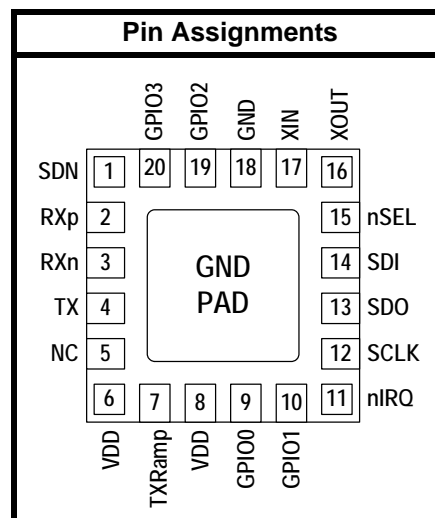 Pin Assignments
GPIO3
GPIO2
GND
XIN
XOUT
SDN 1 20 19 18 17 16
RXp 2 15 nSEL
RXn 3 GND 14 SDI
TX 4 PAD 13 SDO
NC 5 12 SCLK
6 7 8 9 10 11 nIRQ
VDD
TXRamp
VDD
GPIO0
GPIO1